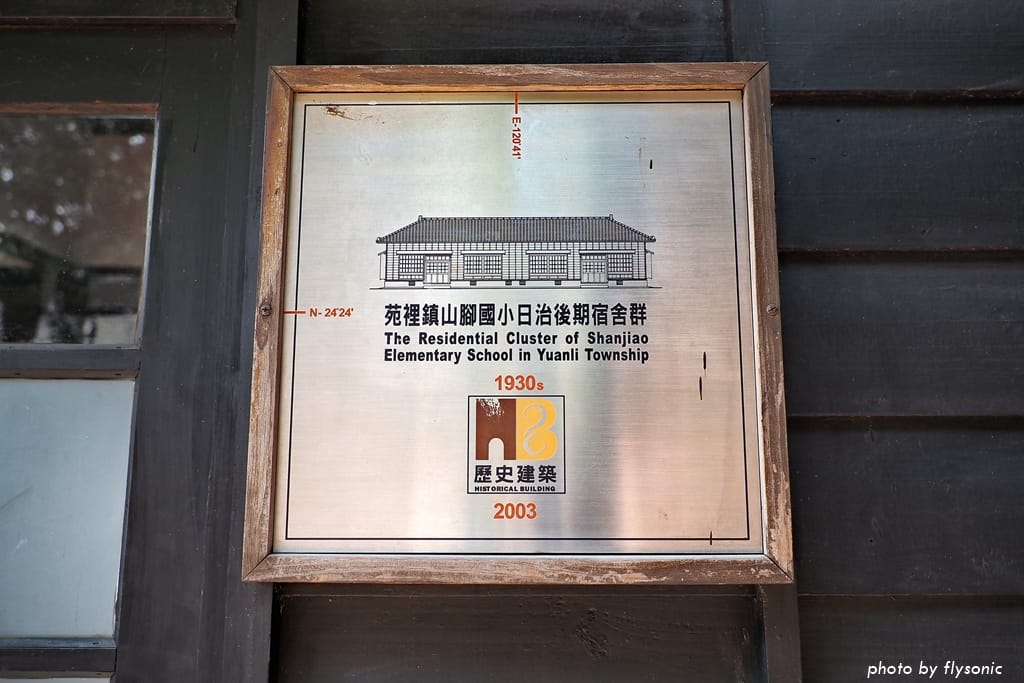 E-120°41'
N- 24°24'
苑裡鎮山腳國小日治後期宿舍群
The Residential Cluster of Shanjiao
Elementary School in Yuanli Township
1930s
HB
歷史建築
HISTORICAL BUILDING
2003
photo by flysonic